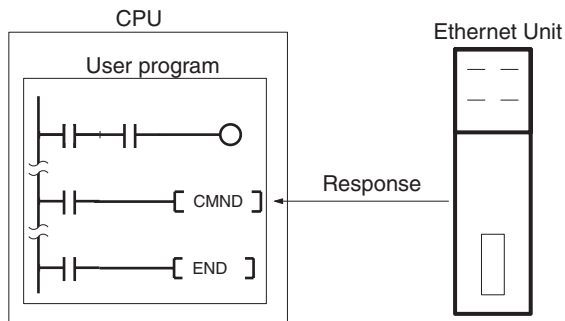 CPU
Ethernet Unit
User program
CMND
Response
END